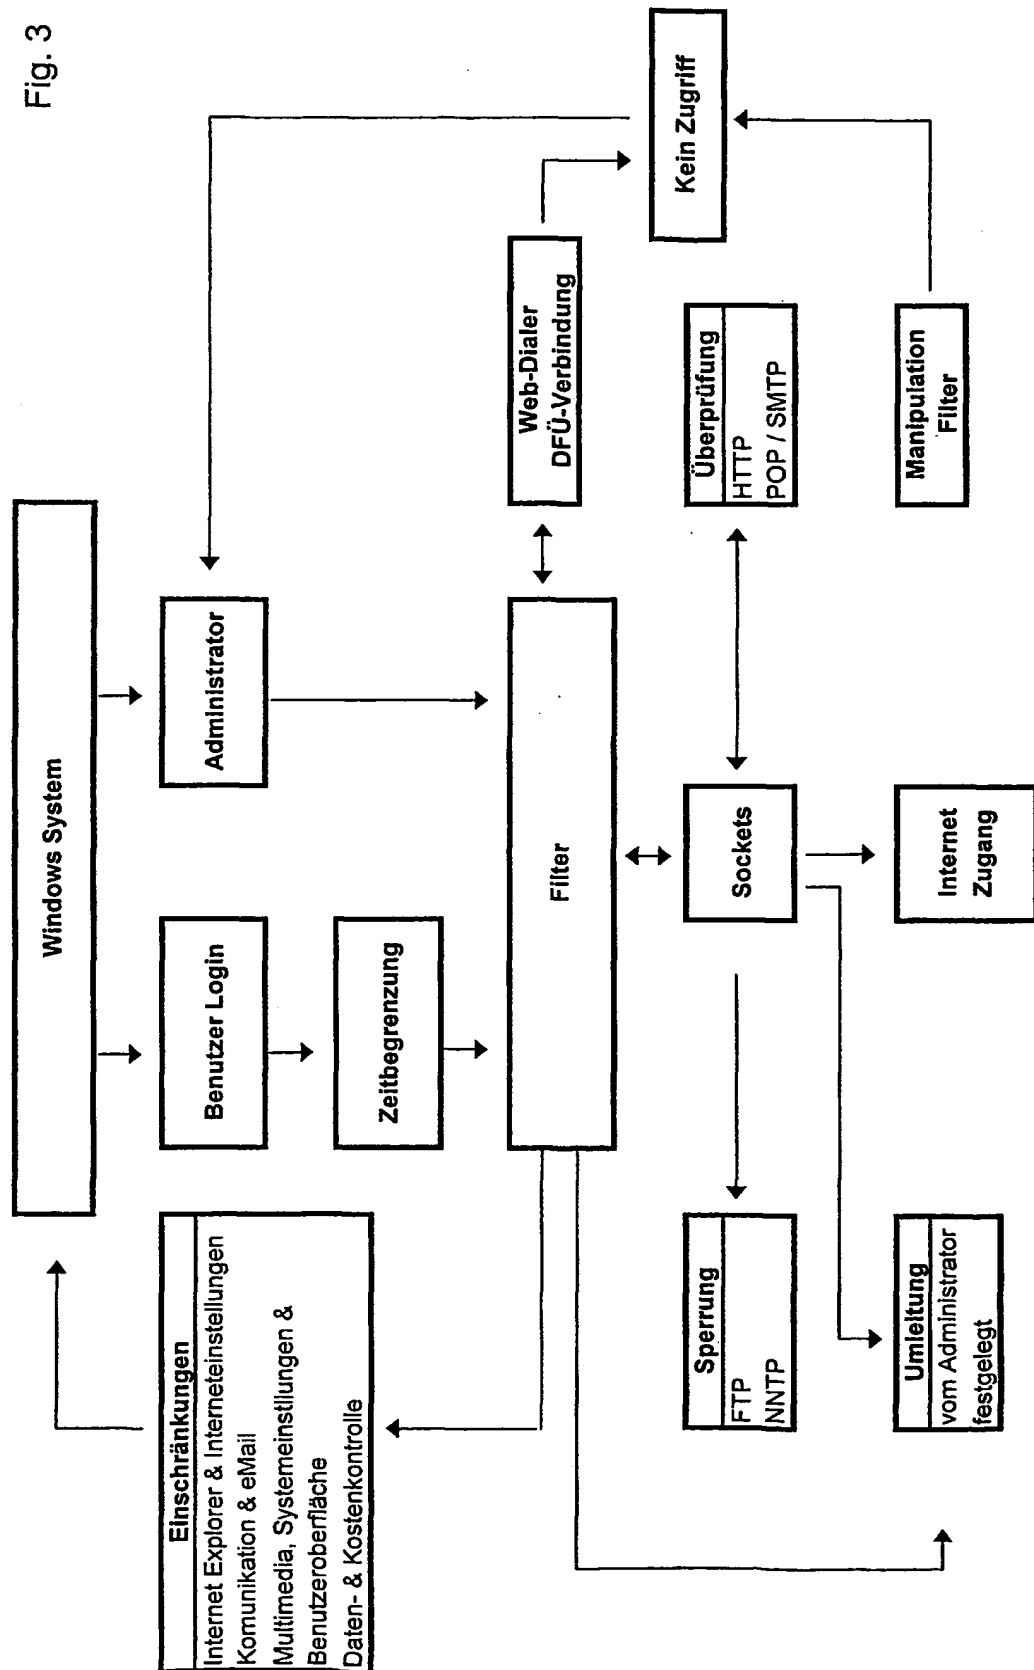 Fig. 3
Windows System
Einschränkungen
Internet Explorer & Interneteinstellungen
Komunikation & eMail
Multimedia, Systemeinstllungen &
Benutzeroberfläche
Daten- & Kostenkontrolle
Benutzer Login
Administrator
Zeitbegrenzung
Filter
Web-Dialer
DFÜ-Verbindung
Kein Zugriff
Sperrung
FTP
NNTP
Sockets
Überprüfung
HTTP
POP / SMTP
Umleitung
vom Administrator
festgelegt
Internet
Zugang
Manipulation
Filter